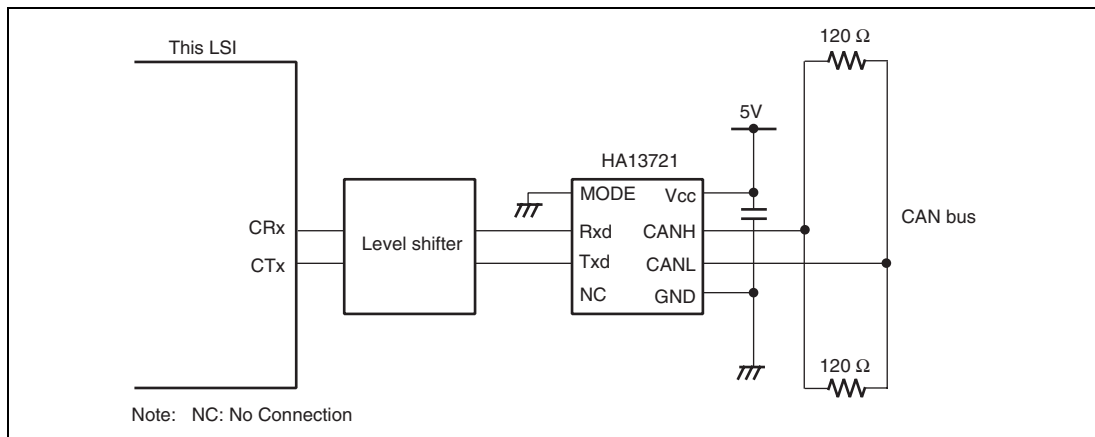 This LSI
120 Ω
5V
HA13721
MODE
Vcc
CRx
Level shifter
Rxd
CANH
CAN bus
CTx
Txd
CANL
NC
GND
120 Ω
Note: NC: No Connection